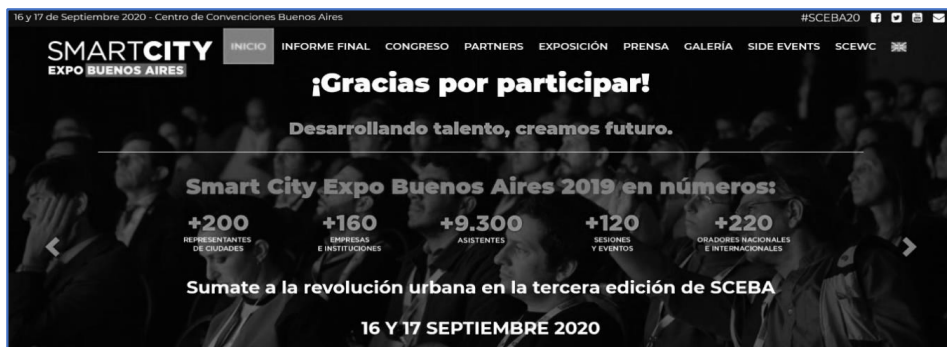 16 y 17 de Septiembre 2020 - Centro de Convenciones Buenos Aires
#SCEBA20
SMARTCITY
EXPO BUENOS AIRES
INICIO INFORME FINAL CONGRESO PARTNERS EXPOSICIÓN PRENSA GALERÍA SIDE EVENTS SCEWC
¡Gracias por participar!
Desarrollando talento, creamos futuro.
Smart City Expo Buenos Aires 2019 en números:
+200 +160 +9.300 +120 +220
REPRESENTANTES EMPRESAS ASISTENTES SESIONES ORADORES NACIONALES
DE CIUDADES E INSTITUCIONES Y EVENTOS E INTERNACIONALES
Sumate a la revolución urbana en la tercera edición de SCEBA
16 Y 17 SEPTIEMBRE 2020